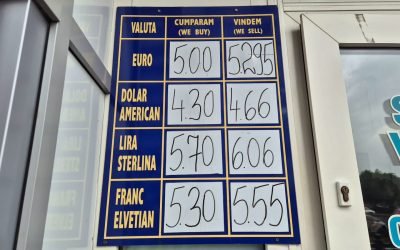 VALUTA CUMPARAM VINDEM
(WE BUY) (WE SELL)
EURO 5.00 5.295
DOLAR AMERICAN 4.30 4.66
LIRA STERLINA 5.70 6.06
FRANC ELVETIAN 5.30 5.55